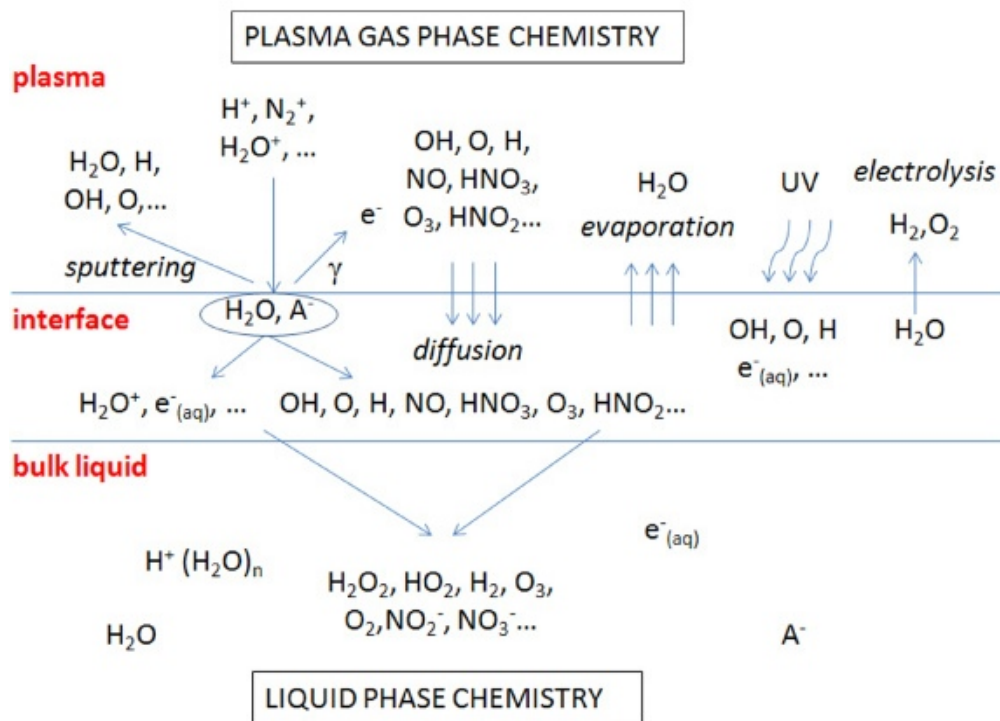 PLASMA GAS PHASE CHEMISTRY
plasma
H⁺, N₂⁺,
H₂O⁺, ...
H₂O, H,
OH, O,...
sputtering
e⁻
γ
OH, O, H,
NO, HNO₃,
O₃, HNO₂...
H₂O
evaporation
UV
electrolysis
H₂,O₂
interface
H₂O, A⁻
diffusion
OH, O, H
e⁻(aq), ...
H₂O
H₂O⁺, e⁻(aq), ...
OH, O, H, NO, HNO₃, O₃, HNO₂...
bulk liquid
e⁻(aq)
H⁺ (H₂O)ₙ
H₂O₂, HO₂, H₂, O₃,
O₂,NO₂⁻, NO₃⁻...
H₂O
A⁻
LIQUID PHASE CHEMISTRY